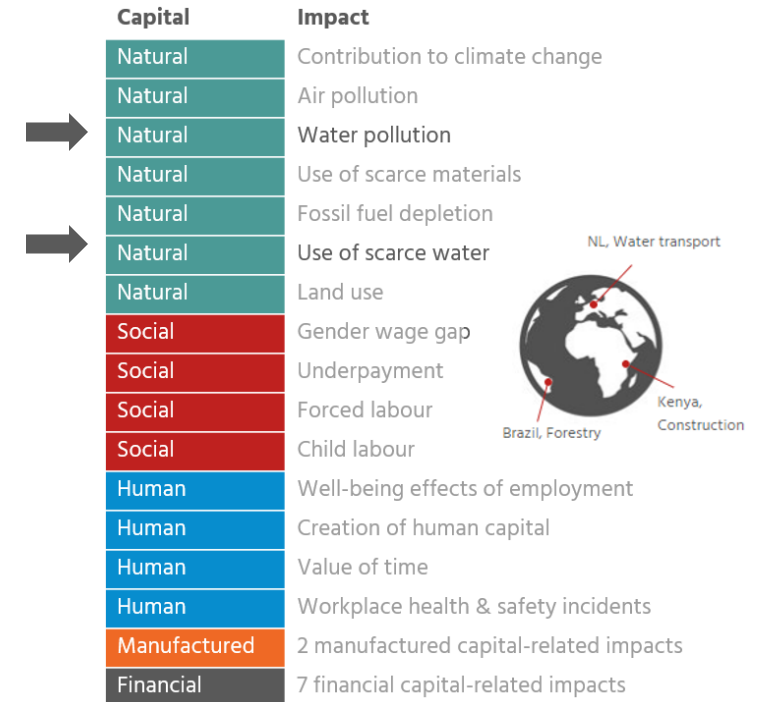 Capital Impact
Natural Contribution to climate change
Natural Air pollution
Natural Water pollution
Natural Use of scarce materials
Natural Fossil fuel depletion
Natural Use of scarce water
Natural Land use
Social Gender wage gap
Social Underpayment
Social Forced labour
Social Child labour
Human Well-being effects of employment
Human Creation of human capital
Human Value of time
Human Workplace health & safety incidents
Manufactured 2 manufactured capital-related impacts
Financial 7 financial capital-related impacts
NL, Water transport
Kenya,
Construction
Brazil, Forestry